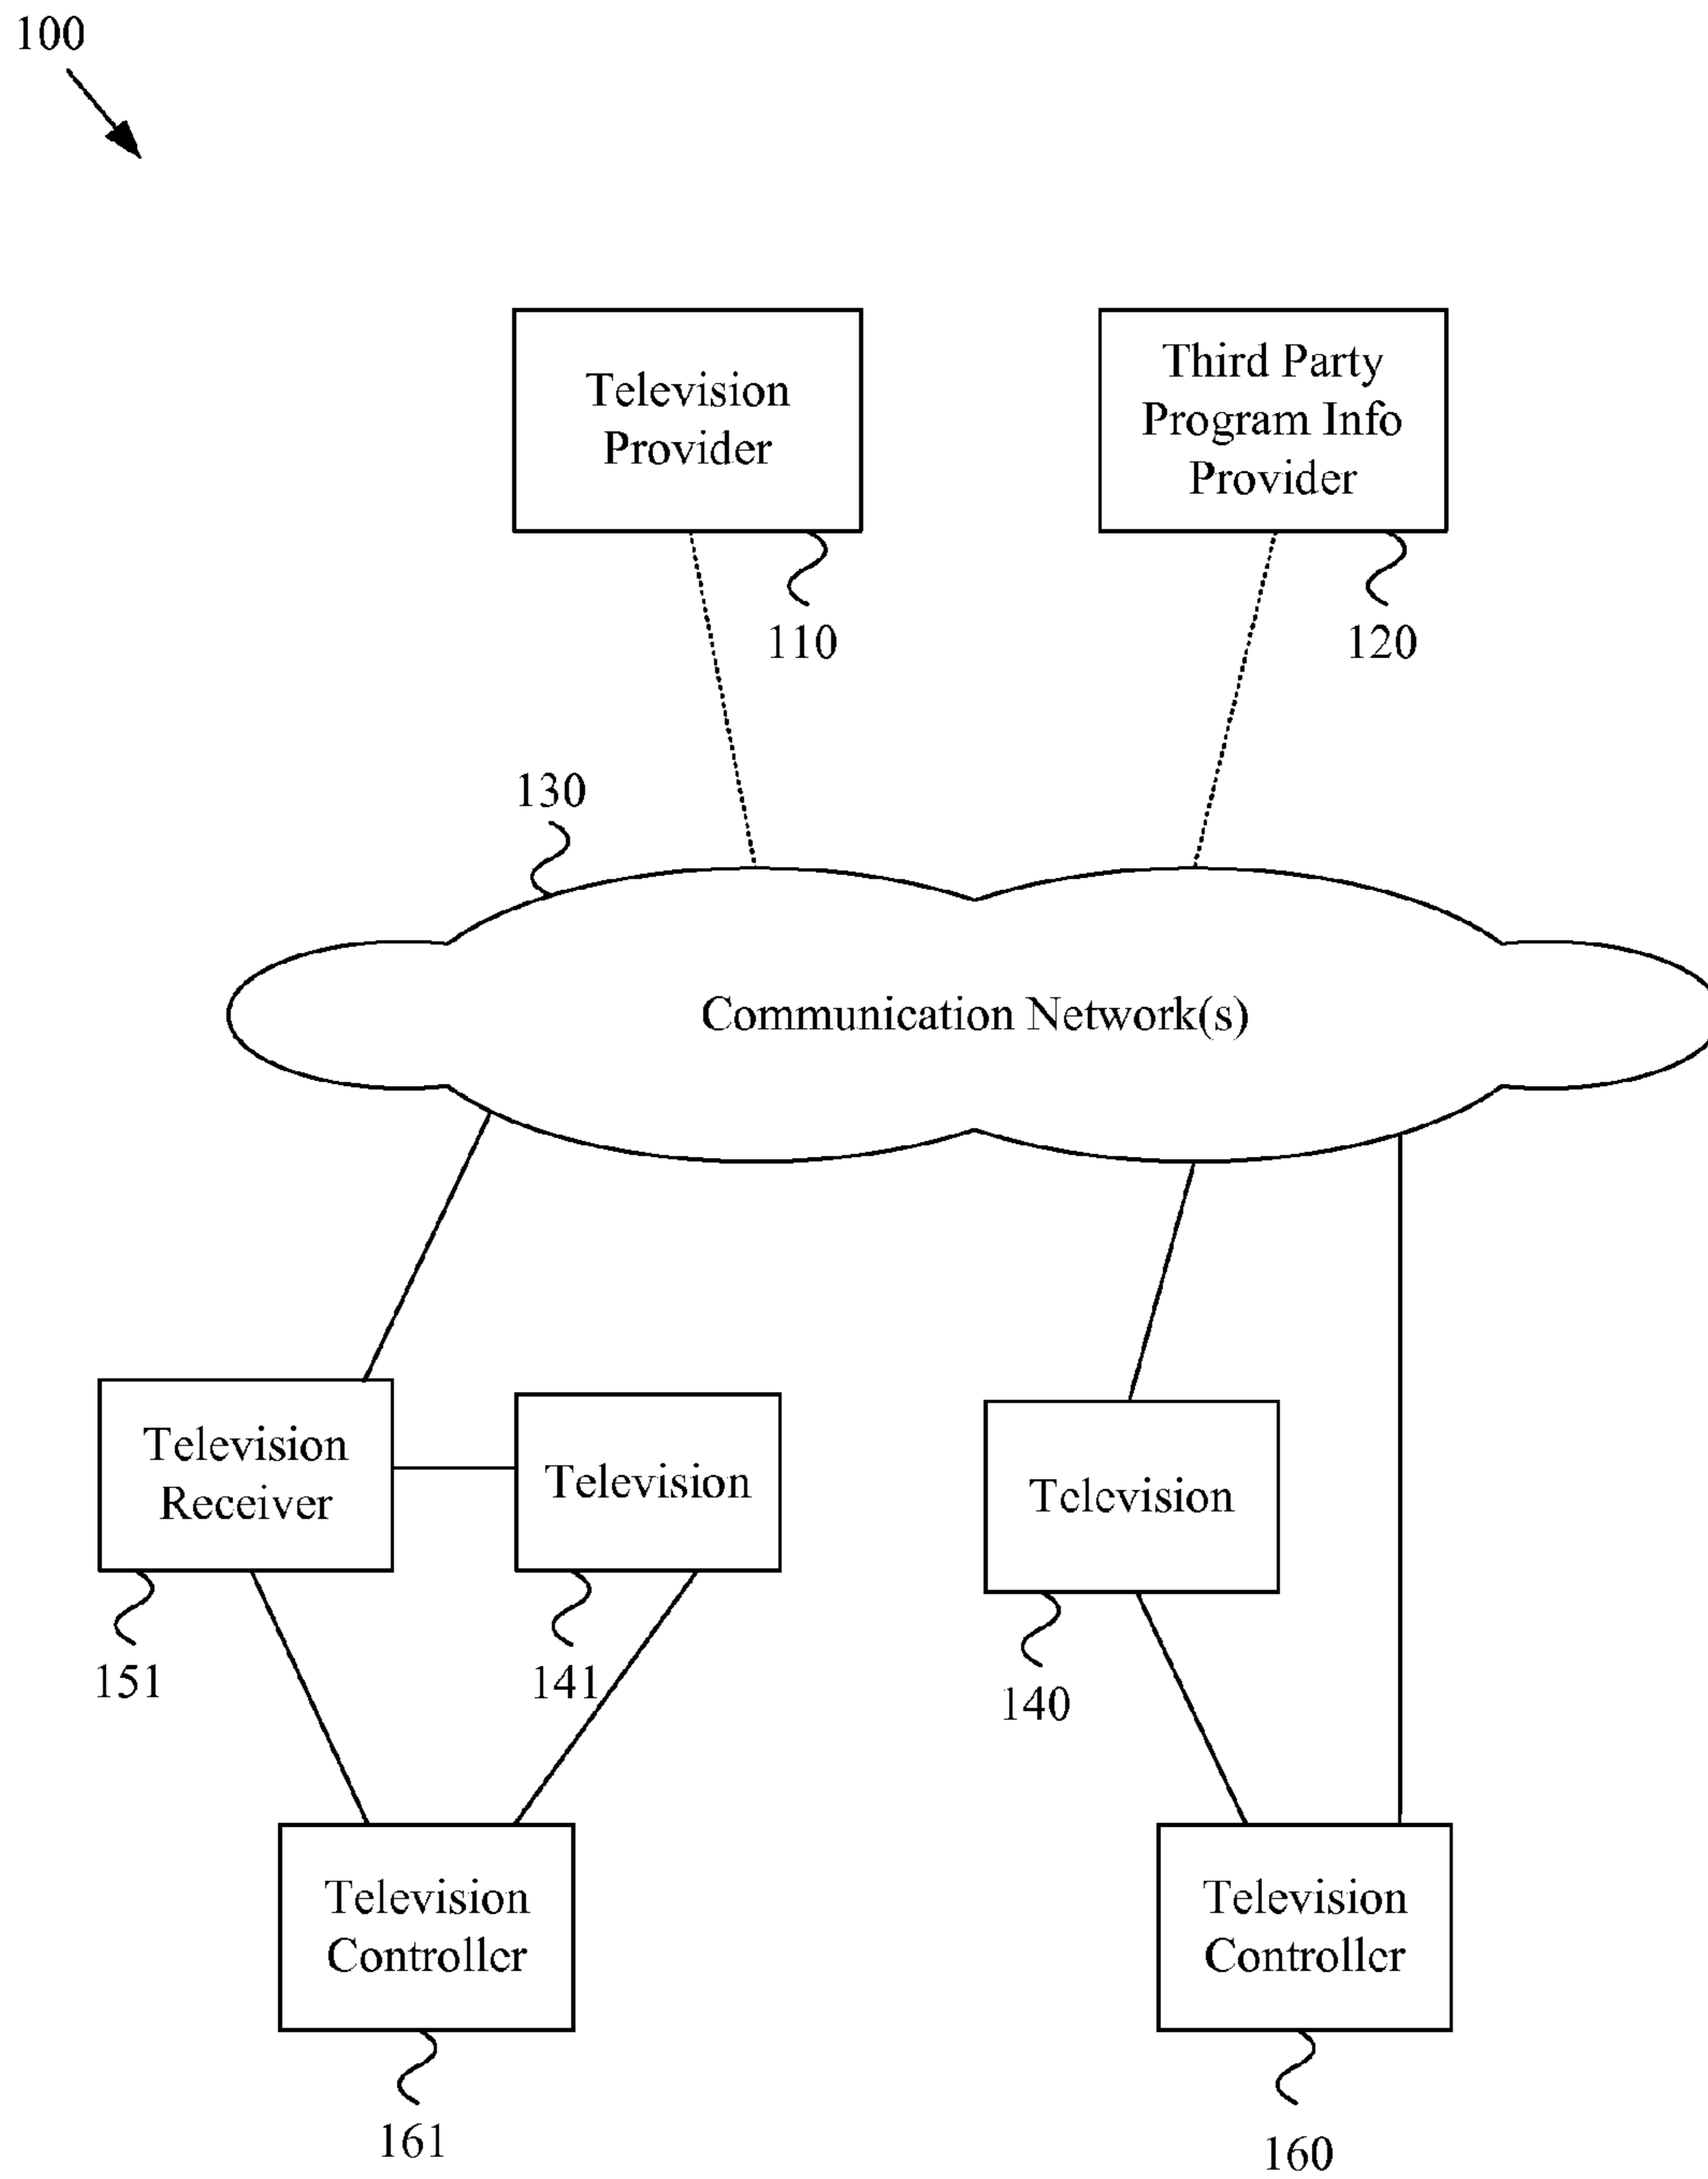 100
Television
Provider
110
Third Party
Program Info
Provider
120
130
Communication Network(s)
Television
Receiver
151
Television
141
Television
140
Television
Controller
161
Television
Controller
160